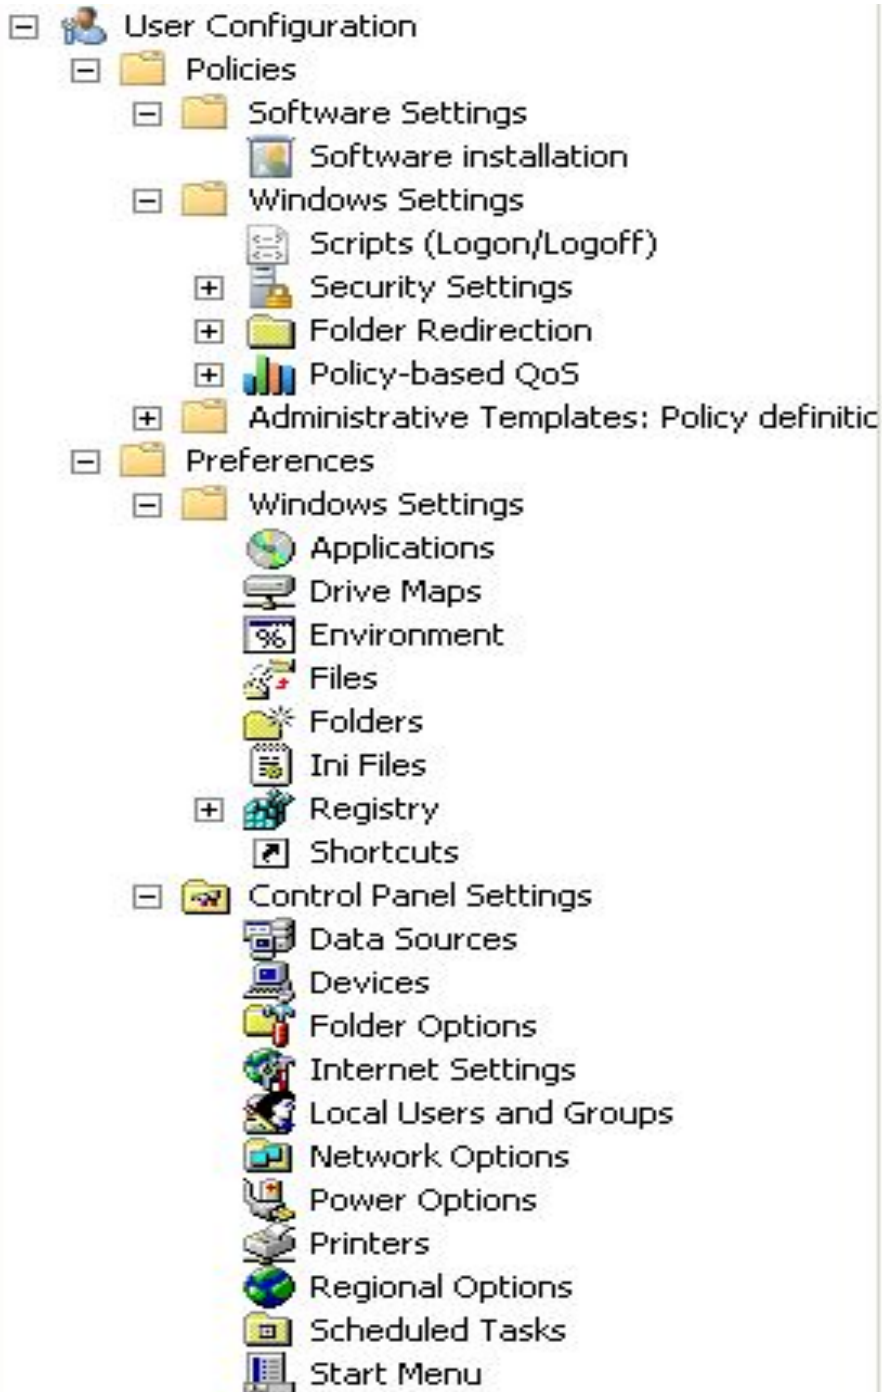 User Configuration
Policies
Software Settings
Software installation
Windows Settings
Scripts (Logon/Logoff)
Security Settings
Folder Redirection
Policy-based QoS
Administrative Templates: Policy definitic
Preferences
Windows Settings
Applications
Drive Maps
Environment
Files
Folders
Ini Files
Registry
Shortcuts
Control Panel Settings
Data Sources
Devices
Folder Options
Internet Settings
Local Users and Groups
Network Options
Power Options
Printers
Regional Options
Scheduled Tasks
Start Menu